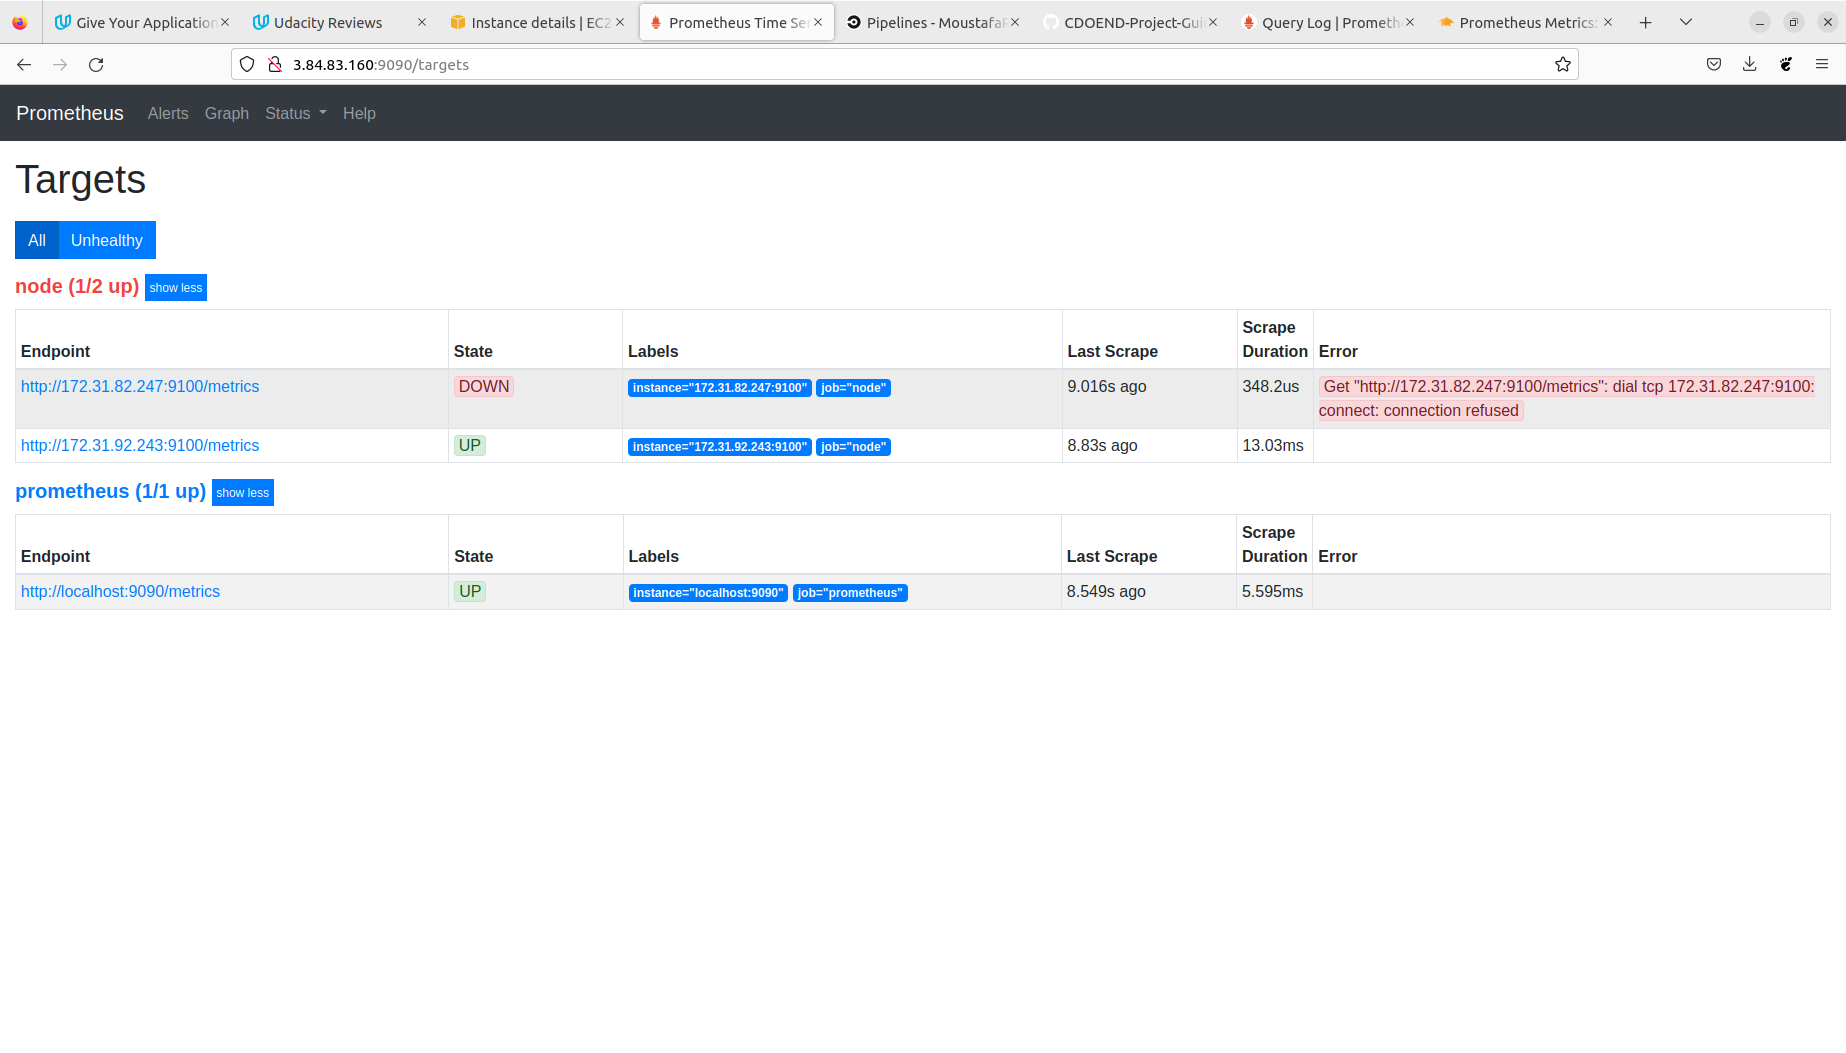 Give Your Application
Udacity Reviews
Instance details | EC2
Prometheus Time Ser
Pipelines - MoustafaR
CDOEND-Project-Gui
Query Log | Prometh
Prometheus Metrics:
3.84.83.160:9090/targets
Prometheus
Alerts
Graph
Status
Help
Targets
All
Unhealthy
node (1/2 up)
show less
Endpoint
State
Labels
Last Scrape
Scrape
Duration
Error
http://172.31.82.247:9100/metrics
DOWN
instance="172.31.82.247:9100"
job="node"
9.016s ago
348.2us
Get "http://172.31.82.247:9100/metrics": dial tcp 172.31.82.247:9100:
connect: connection refused
http://172.31.92.243:9100/metrics
UP
instance="172.31.92.243:9100"
job="node"
8.83s ago
13.03ms
prometheus (1/1 up)
show less
Endpoint
State
Labels
Last Scrape
Scrape
Duration
Error
http://localhost:9090/metrics
UP
instance="localhost:9090"
job="prometheus"
8.549s ago
5.595ms